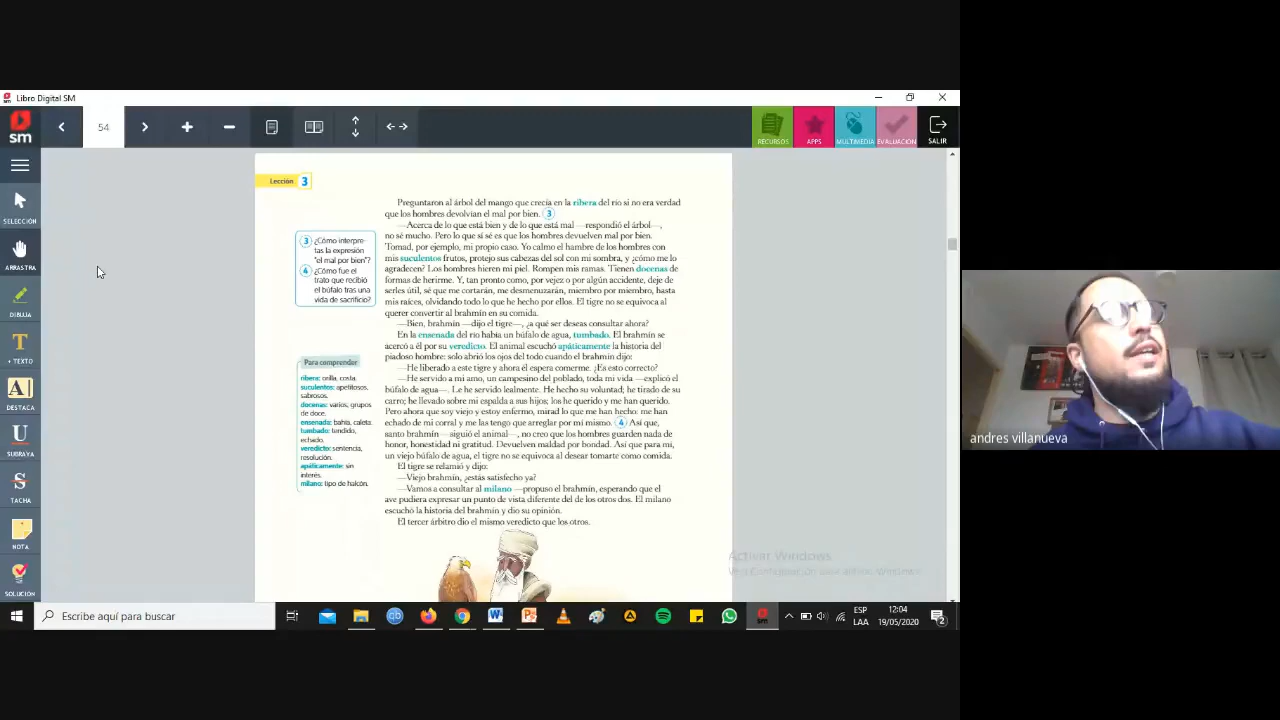 Libro Digital SM
sm
54
RECURSOS
APPS
MULTIMEDIA
EVALUACIÓN
SALIR
SELECCIÓN
ARRASTRA
DIBUJA
+ TEXTO
DESTACA
SUBRAYA
TACHA
NOTA
SOLUCIÓN
Lección 3
Preguntaron al árbol del mango que crecía en la ribera del río si no era verdad
que los hombres devolvían el mal por bien. 3
—Acerca de lo que está bien y de lo que está mal —respondió el árbol—,
no sé mucho. Pero lo que sí sé es que los hombres devuelven mal por bien.
Tomad, por ejemplo, mi propio caso. Yo calmo el hambre de los hombres con
mis suculentos frutos, protejo sus cabezas del sol con mi sombra, y ¿cómo me lo
agradecen? Los hombres hieren mi piel. Rompen mis ramas. Tienen docenas de
formas de herirme. Y, tan pronto como, por vejez o por algún accidente, deje de
serles útil, sé que me cortarán, me desmenuzarán, miembro por miembro, hasta
mis raíces, olvidando todo lo que he hecho por ellos. El tigre no se equivoca al
querer convertir al brahmín en su comida.
—Bien, brahmín —dijo el tigre—, ¿a qué ser deseas consultar ahora?
En la ensenada del río había un búfalo de agua, tumbado. El brahmín se
acercó a él por su veredicto. El animal escuchó apáticamente la historia del
piadoso hombre: solo abrió los ojos del todo cuando el brahmín dijo:
—He liberado a este tigre y ahora él espera comerme. ¿Es esto correcto?
—He servido a mi amo, un campesino del poblado, toda mi vida —explicó el
búfalo de agua—. Le he servido lealmente. He hecho su voluntad; he tirado de su
carro; he llevado sobre mi espalda a sus hijos; los he querido y me han querido.
Pero ahora que soy viejo y estoy enfermo, mirad lo que me han hecho: me han
echado de mi corral y me las tengo que arreglar por mí mismo. 4 Así que,
santo brahmín —siguió el animal—, no creo que los hombres guarden nada de
honor, honestidad ni gratitud. Devuelven maldad por bondad. Así que para mí,
un viejo búfalo de agua, el tigre no se equivoca al desear tomarte como comida.
El tigre se relamió y dijo:
—Viejo brahmín, ¿estás satisfecho ya?
—Vamos a consultar al milano —propuso el brahmín, esperando que el
ave pudiera expresar un punto de vista diferente del de los otros dos. El milano
escuchó la historia del brahmín y dio su opinión.
El tercer árbitro dio el mismo veredicto que los otros.
3 ¿Cómo interpre-
tas la expresión
"el mal por bien"?
4 ¿Cómo fue el
trato que recibió
el búfalo tras una
vida de sacrificio?
Para comprender
ribera: orilla, costa.
suculentos: apetitosos,
sabrosos.
docenas: varios, grupos
de doce.
ensenada: bahía, caleta.
tumbado: tendido,
echado.
veredicto: sentencia,
resolución.
apáticamente: sin
interés.
milano: tipo de halcón.
Activar Windows
andres villanueva
Escribe aquí para buscar
ESP
LAA
12:04
19/05/2020
2